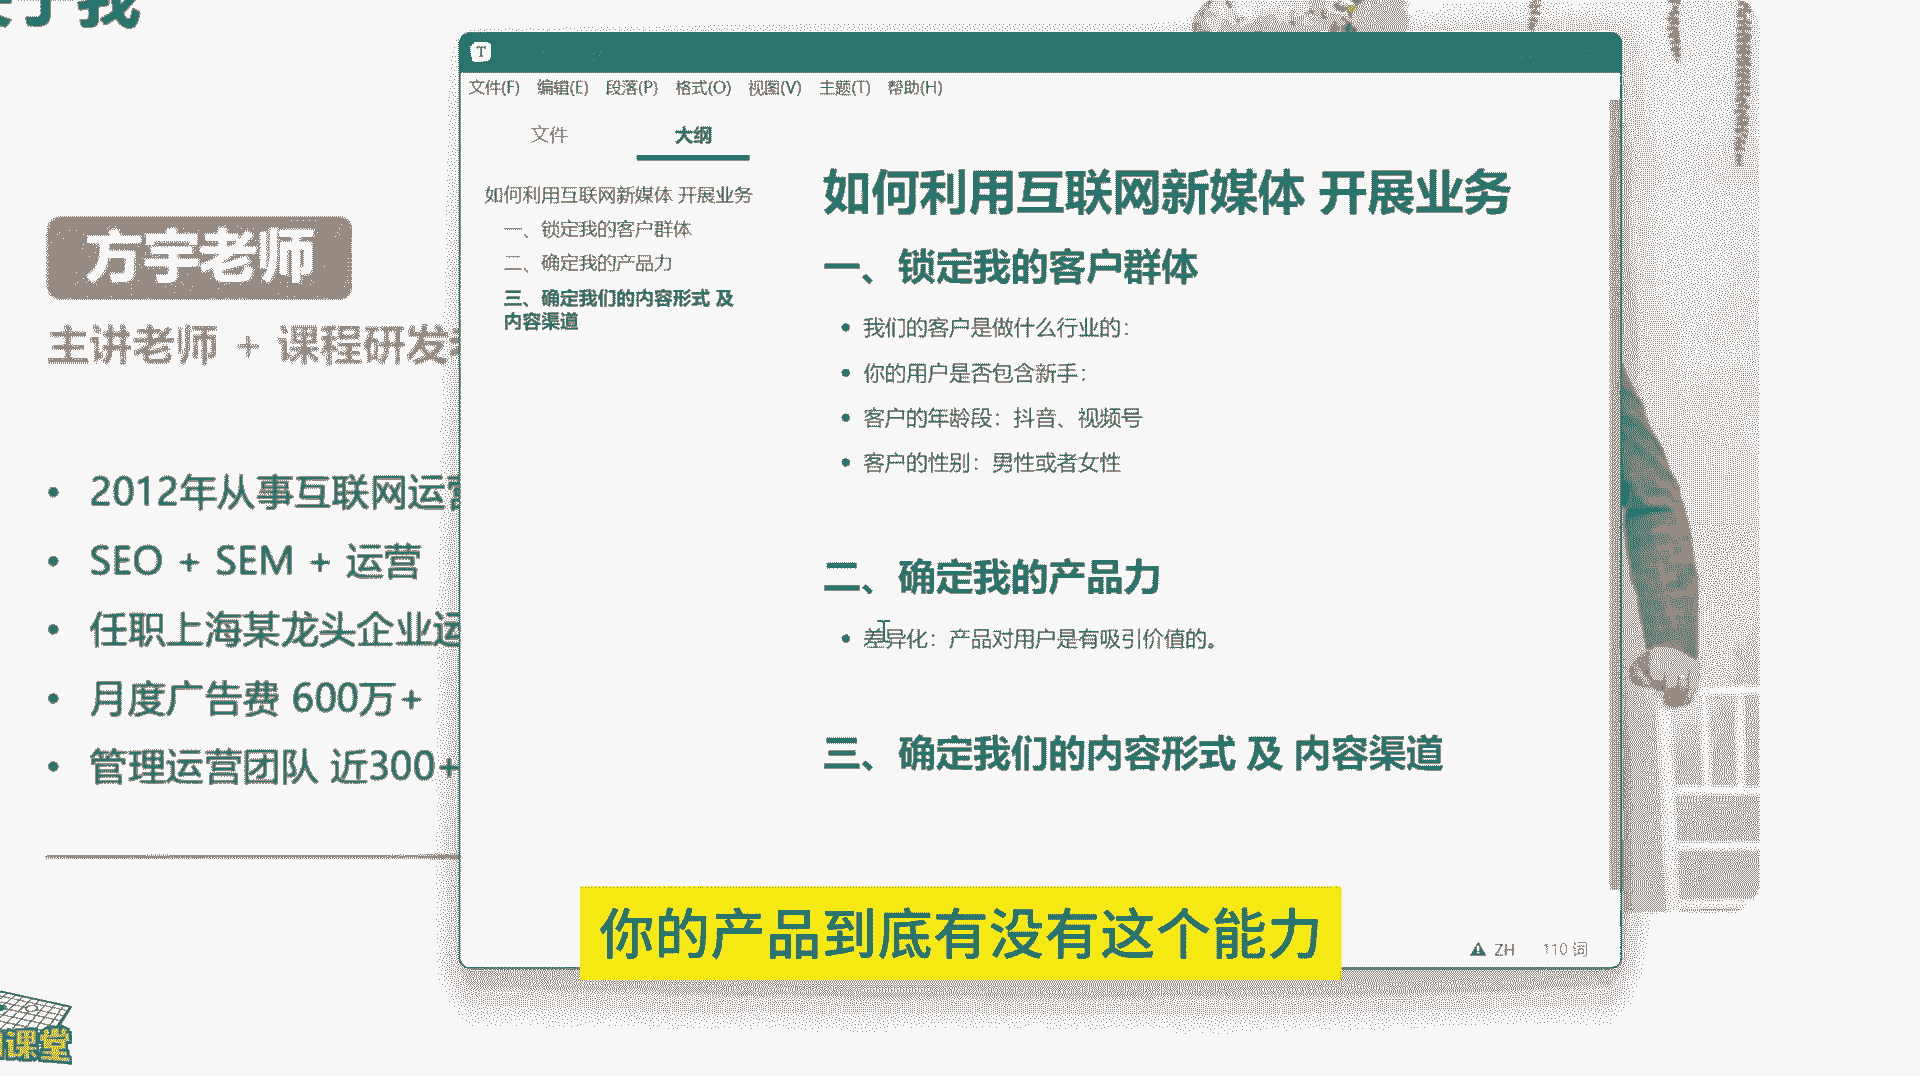 于我
方宇老师
主讲老师 + 课程研发
2012年从事互联网运营
SEO + SEM + 运营
任职上海某龙头企业运
月度广告费 600万+
管理运营团队 近300+
课堂
T
文件(F) 编辑(E) 段落(P) 格式(O) 视图(V) 主题(T) 帮助(H)
文件 大纲
如何利用互联网新媒体 开展业务
一、锁定我的客户群体
二、确定我的产品力
三、确定我们的内容形式 及
内容渠道
如何利用互联网新媒体 开展业务
一、锁定我的客户群体
我们的客户是做什么行业的：
你的用户是否包含新手：
客户的年龄段：抖音、视频号
客户的性别：男性或者女性
二、确定我的产品力
差异化：产品对用户是有吸引价值的。
三、确定我们的内容形式 及 内容渠道
ZH 110 词
你的产品到底有没有这个能力